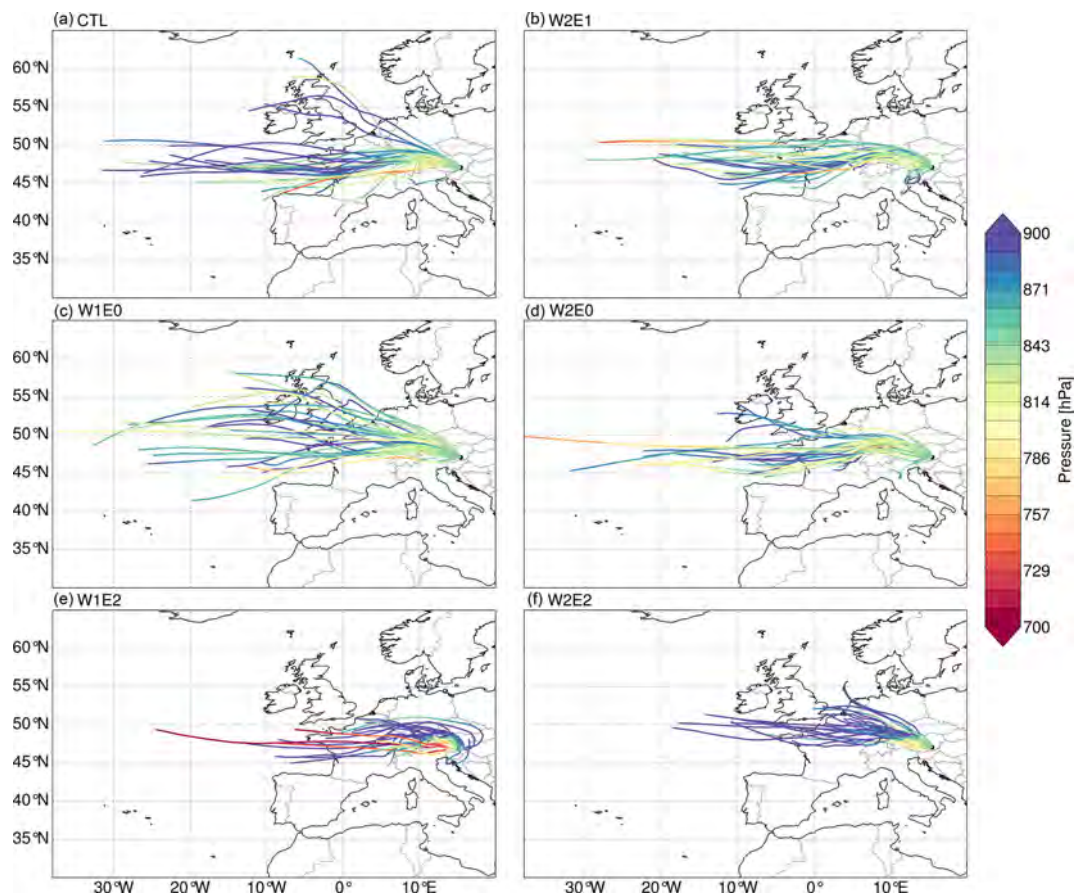 (a) CTL
(b) W2E1
60°N
55°N
50°N
45°N
40°N
35°N
(c) W1E0
(d) W2E0
60°N
55°N
50°N
45°N
40°N
35°N
(e) W1E2
(f) W2E2
60°N
55°N
50°N
45°N
40°N
35°N
30°W 20°W 10°W 0° 10°E
30°W 20°W 10°W 0° 10°E
900
871
843
814
786
757
729
700
Pressure [hPa]